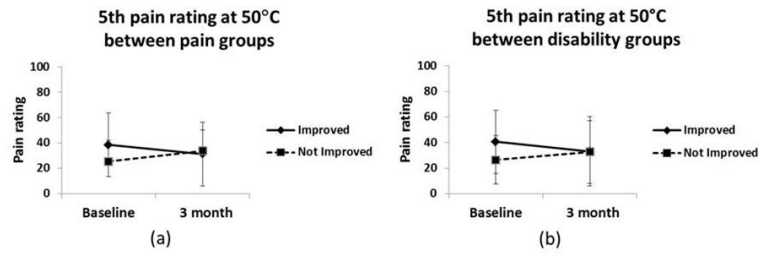 5th pain rating at 50°C
between pain groups
100
80
60
40
20
0
Pain rating
Baseline
3 month
Improved
Not Improved
(a)
5th pain rating at 50°C
between disability groups
100
80
60
40
20
0
Pain rating
Baseline
3 month
Improved
Not Improved
(b)